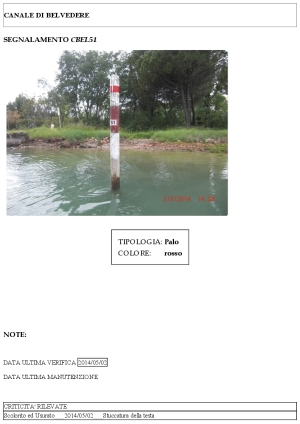 CANALE DI BELVEDERE
SEGNALAMENTO CBEL51
51
TIPOLOGIA: Palo
COLORE: rosso
NOTE:
DATA ULTIMA VERIFICA 2014/05/02
DATA ULTIMA MANUTENZIONE
CRITICITA' RILEVATE
Scolorito ed Usurato 2014/05/02 Stuccatura della testa